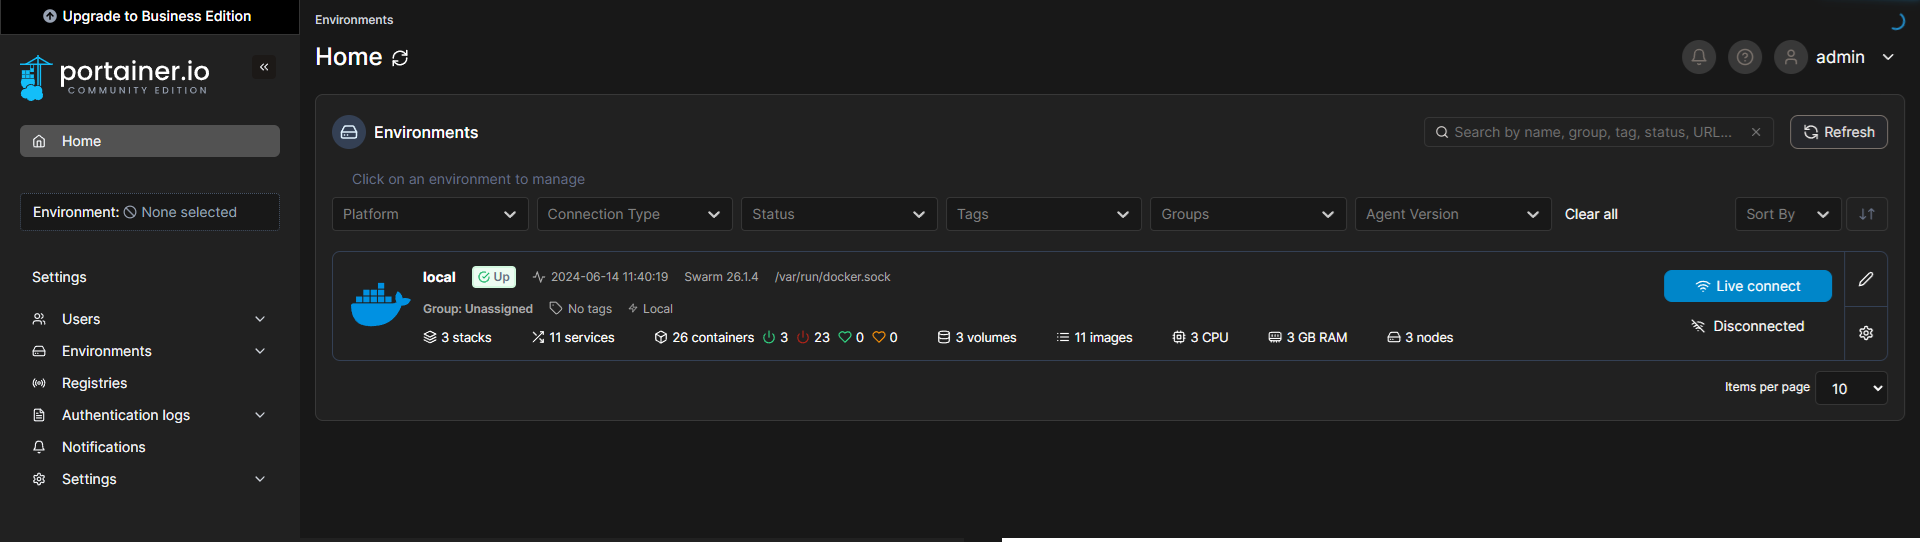 Upgrade to Business Edition
portainer.io
COMMUNITY EDITION
Home
Environment: None selected
Settings
Users
Environments
Registries
Authentication logs
Notifications
Settings
Environments
Home
admin
Environments
Search by name, group, tag, status, URL...
Refresh
Click on an environment to manage
Platform Connection Type Status Tags Groups Agent Version Clear all Sort By
local Up 2024-06-14 11:40:19 Swarm 26.1.4 /var/run/docker.sock
Group: Unassigned No tags Local
3 stacks 11 services 26 containers 3 23 0 0 3 volumes 11 images 3 CPU 3 GB RAM 3 nodes
Live connect
Disconnected
Items per page 10